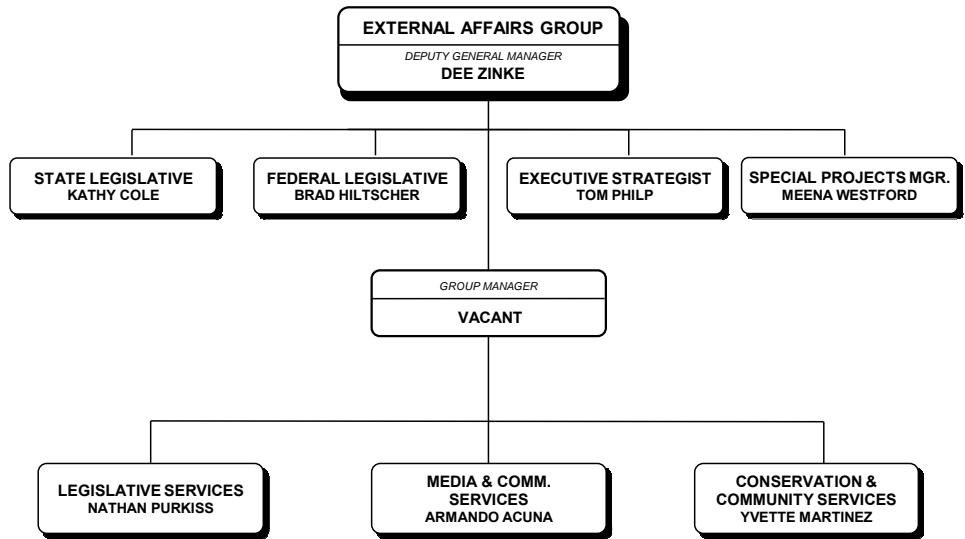 EXTERNAL AFFAIRS GROUP
DEPUTY GENERAL MANAGER
DEE ZINKE
STATE LEGISLATIVE
KATHY COLE
FEDERAL LEGISLATIVE
BRAD HILTSCHER
EXECUTIVE STRATEGIST
TOM PHILP
SPECIAL PROJECTS MGR.
MEENA WESTFORD
GROUP MANAGER
VACANT
LEGISLATIVE SERVICES
NATHAN PURKISS
MEDIA & COMM.
SERVICES
ARMANDO ACUNA
CONSERVATION &
COMMUNITY SERVICES
YVETTE MARTINEZ